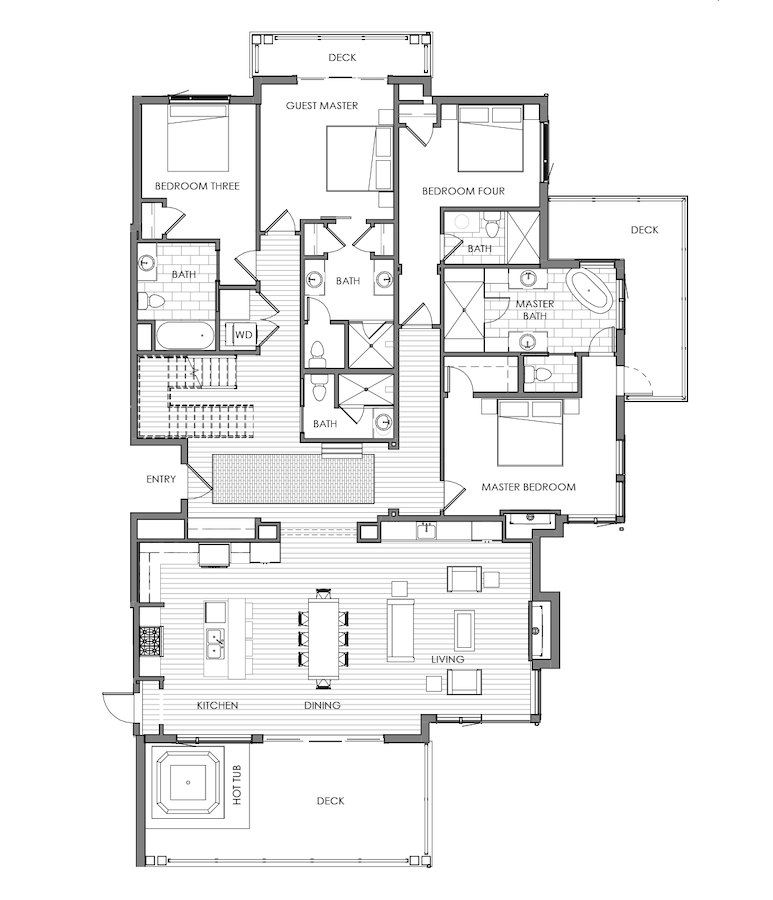 DECK
GUEST MASTER
BEDROOM THREE
BEDROOM FOUR
DECK
BATH
BATH
BATH
MASTER
BATH
WD
BATH
ENTRY
MASTER BEDROOM
LIVING
KITCHEN
DINING
HOT TUB
DECK